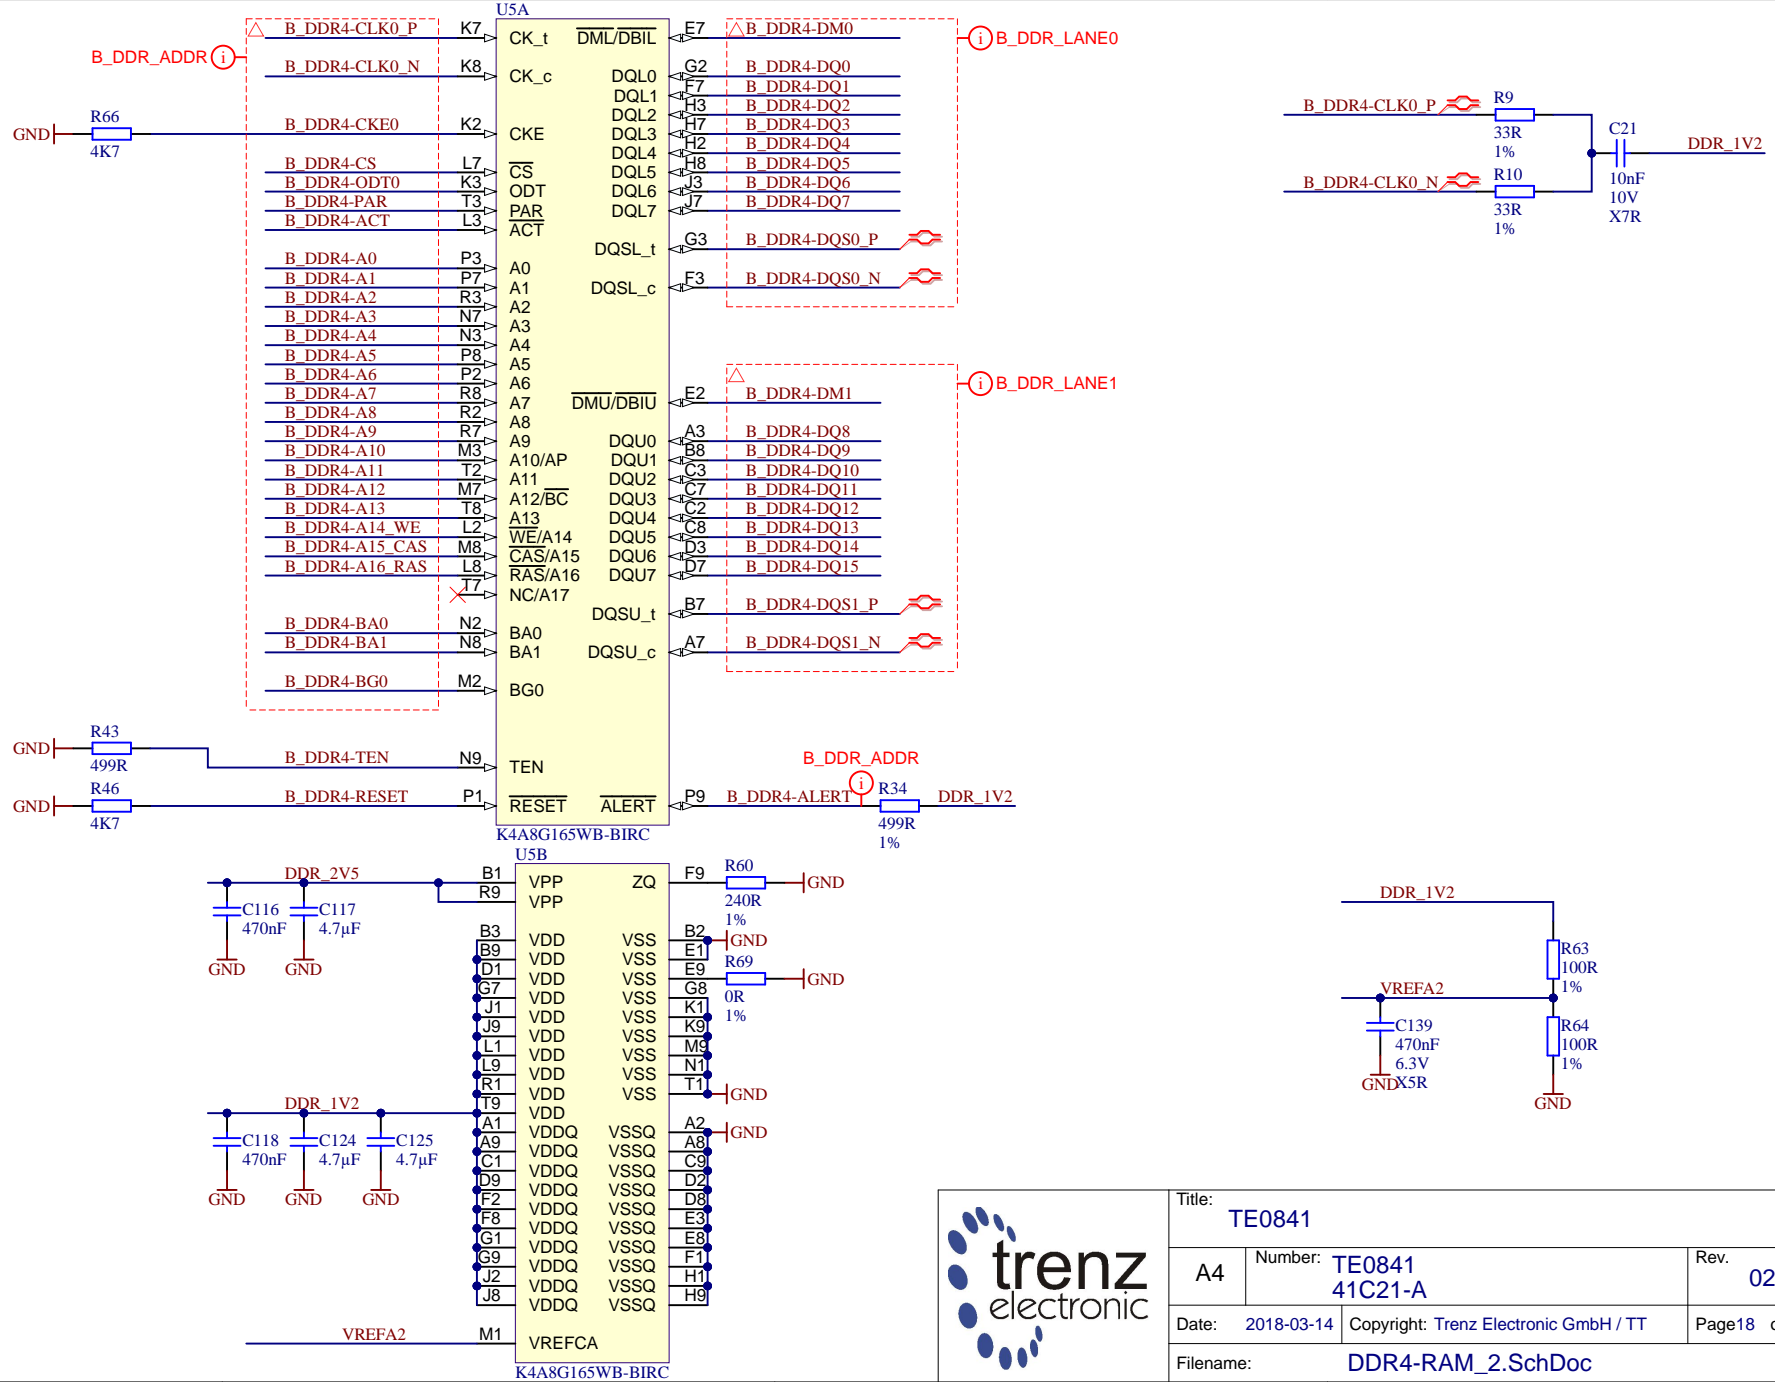 U5A
B_DDR_ADDR
B_DDR4-CLK0_P K7 CK_t
B_DDR4-CLK0_N K8 CK_c
GND R66 4K7 B_DDR4-CKE0 K2 CKE
B_DDR4-CS L7 CS
B_DDR4-ODT0 K3 ODT
B_DDR4-PAR T3 PAR
B_DDR4-ACT L3 ACT
B_DDR4-A0 P3 A0
B_DDR4-A1 P7 A1
B_DDR4-A2 R3 A2
B_DDR4-A3 N7 A3
B_DDR4-A4 N3 A4
B_DDR4-A5 P8 A5
B_DDR4-A6 P2 A6
B_DDR4-A7 R8 A7
B_DDR4-A8 R2 A8
B_DDR4-A9 R7 A9
B_DDR4-A10 M3 A10/AP
B_DDR4-A11 T2 A11
B_DDR4-A12 M7 A12/BC
B_DDR4-A13 T8 A13
B_DDR4-A14_WE L2 WE/A14
B_DDR4-A15_CAS M8 CAS/A15
B_DDR4-A16_RAS L8 RAS/A16
T7 NC/A17
B_DDR4-BA0 N2 BA0
B_DDR4-BA1 N8 BA1
B_DDR4-BG0 M2 BG0
GND R43 499R B_DDR4-TEN N9 TEN
GND R46 4K7 B_DDR4-RESET P1 RESET
DML/DBIL E7 B_DDR4-DM0
B_DDR_LANE0
DQL0 G2 B_DDR4-DQ0
DQL1 F7 B_DDR4-DQ1
DQL2 H3 B_DDR4-DQ2
DQL3 H7 B_DDR4-DQ3
DQL4 H2 B_DDR4-DQ4
DQL5 H8 B_DDR4-DQ5
DQL6 J3 B_DDR4-DQ6
DQL7 J7 B_DDR4-DQ7
DQSL_t G3 B_DDR4-DQS0_P
DQSL_c F3 B_DDR4-DQS0_N
B_DDR_LANE1
DMU/DBIU E2 B_DDR4-DM1
DQU0 A3 B_DDR4-DQ8
DQU1 B8 B_DDR4-DQ9
DQU2 C3 B_DDR4-DQ10
DQU3 C7 B_DDR4-DQ11
DQU4 C2 B_DDR4-DQ12
DQU5 C8 B_DDR4-DQ13
DQU6 D3 B_DDR4-DQ14
DQU7 D7 B_DDR4-DQ15
DQSU_t B7 B_DDR4-DQS1_P
DQSU_c A7 B_DDR4-DQS1_N
B_DDR_ADDR
ALERT P9 B_DDR4-ALERT R34 499R 1% DDR_1V2
K4A8G165WB-BIRC
B_DDR4-CLK0_P R9 33R 1%
B_DDR4-CLK0_N R10 33R 1%
C21 10nF 10V X7R DDR_1V2
U5B
DDR_2V5 B1 VPP
R9 VPP
C116 470nF GND
C117 4.7µF GND
B3 VDD
B9 VDD
D1 VDD
G7 VDD
J1 VDD
J9 VDD
L1 VDD
L9 VDD
R1 VDD
DDR_1V2 T9 VDD
C118 470nF GND
C124 4.7µF GND
C125 4.7µF GND
A1 VDDQ
A9 VDDQ
C1 VDDQ
D9 VDDQ
F2 VDDQ
F8 VDDQ
G1 VDDQ
G9 VDDQ
J2 VDDQ
J8 VDDQ
VREFA2 M1 VREFCA
ZQ F9 R60 240R 1% GND
VSS B2 GND
VSS E1
VSS E9 R69 0R 1% GND
VSS G8
VSS K1
VSS K9
VSS M9
VSS N1
VSS T1 GND
VSSQ A2 GND
VSSQ A8
VSSQ C9
VSSQ D2
VSSQ D8
VSSQ E3
VSSQ E8
VSSQ F1
VSSQ H1
VSSQ H9
K4A8G165WB-BIRC
DDR_1V2
R63 100R 1%
VREFA2
C139 470nF 6.3V X5R GND
R64 100R 1% GND
trenz
electronic
Title: TE0841
A4 Number: TE0841 41C21-A Rev. 02
Date: 2018-03-14 Copyright: Trenz Electronic GmbH / TT Page18
Filename: DDR4-RAM_2.SchDoc